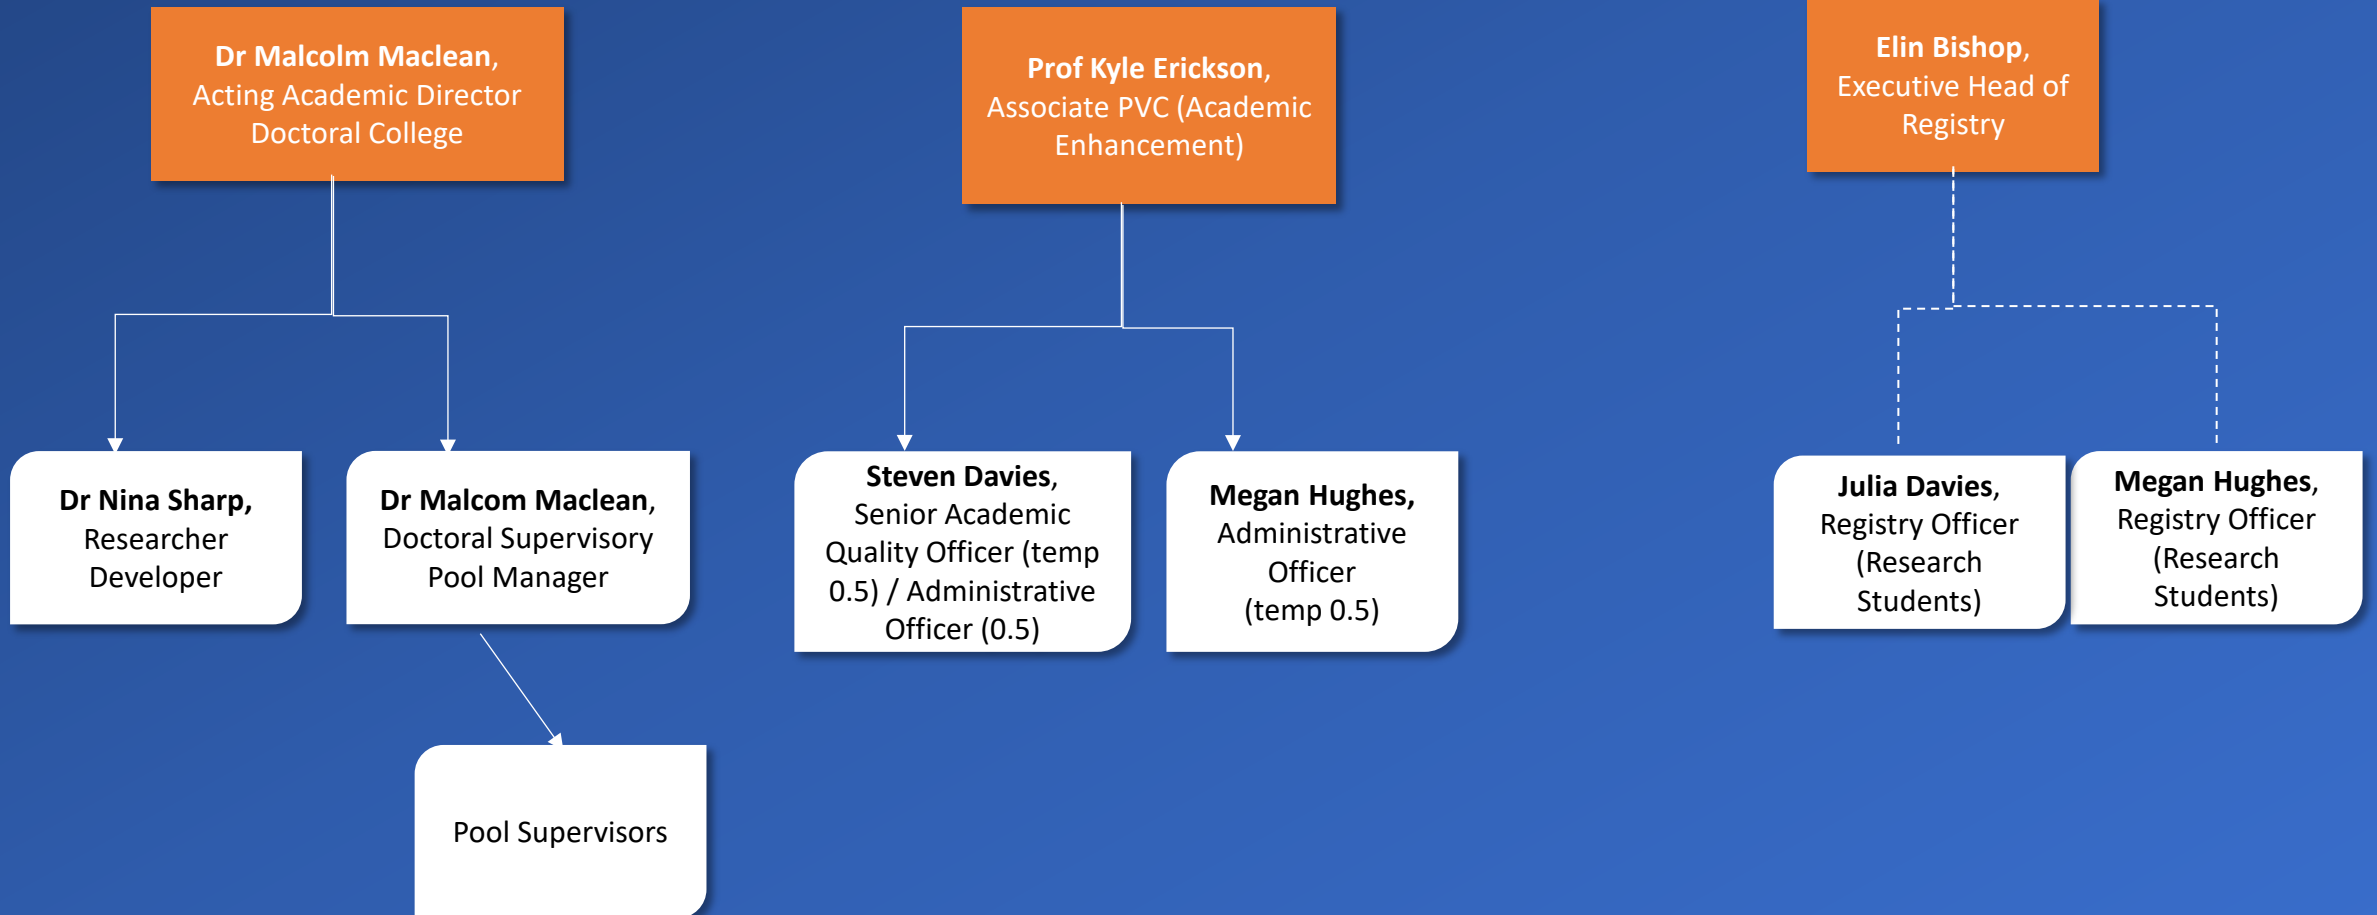 Dr Malcolm Maclean,
Acting Academic Director
Doctoral College
Prof Kyle Erickson,
Associate PVC (Academic
Enhancement)
Elin Bishop,
Executive Head of
Registry
Dr Nina Sharp,
Researcher
Developer
Dr Malcom Maclean,
Doctoral Supervisory
Pool Manager
Steven Davies,
Senior Academic
Quality Officer (temp
0.5) / Administrative
Officer (0.5)
Megan Hughes,
Administrative
Officer
(temp 0.5)
Julia Davies,
Registry Officer
(Research
Students)
Megan Hughes,
Registry Officer
(Research
Students)
Pool Supervisors